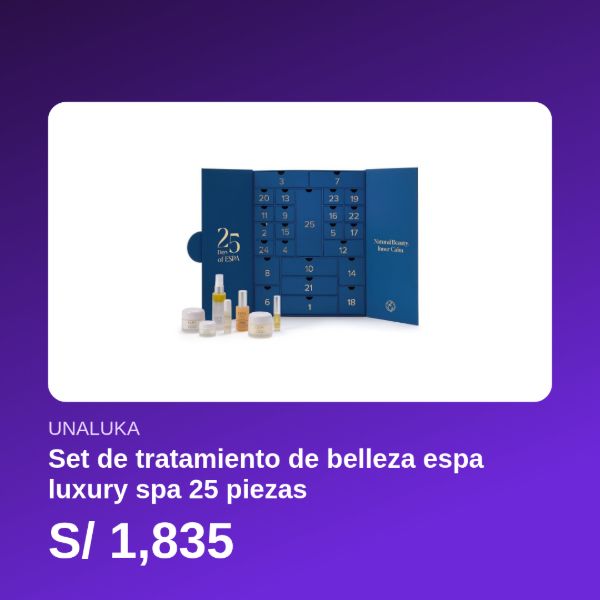 3 7
20 13 23 19
11 9 25 16 22
2 15 5 17
24 4 12
8 10 14
21
6 1 18
25
Days
of ESPA
Natural Beauty.
Inner Calm.
UNALUKA
Set de tratamiento de belleza espa
luxury spa 25 piezas
S/ 1,835